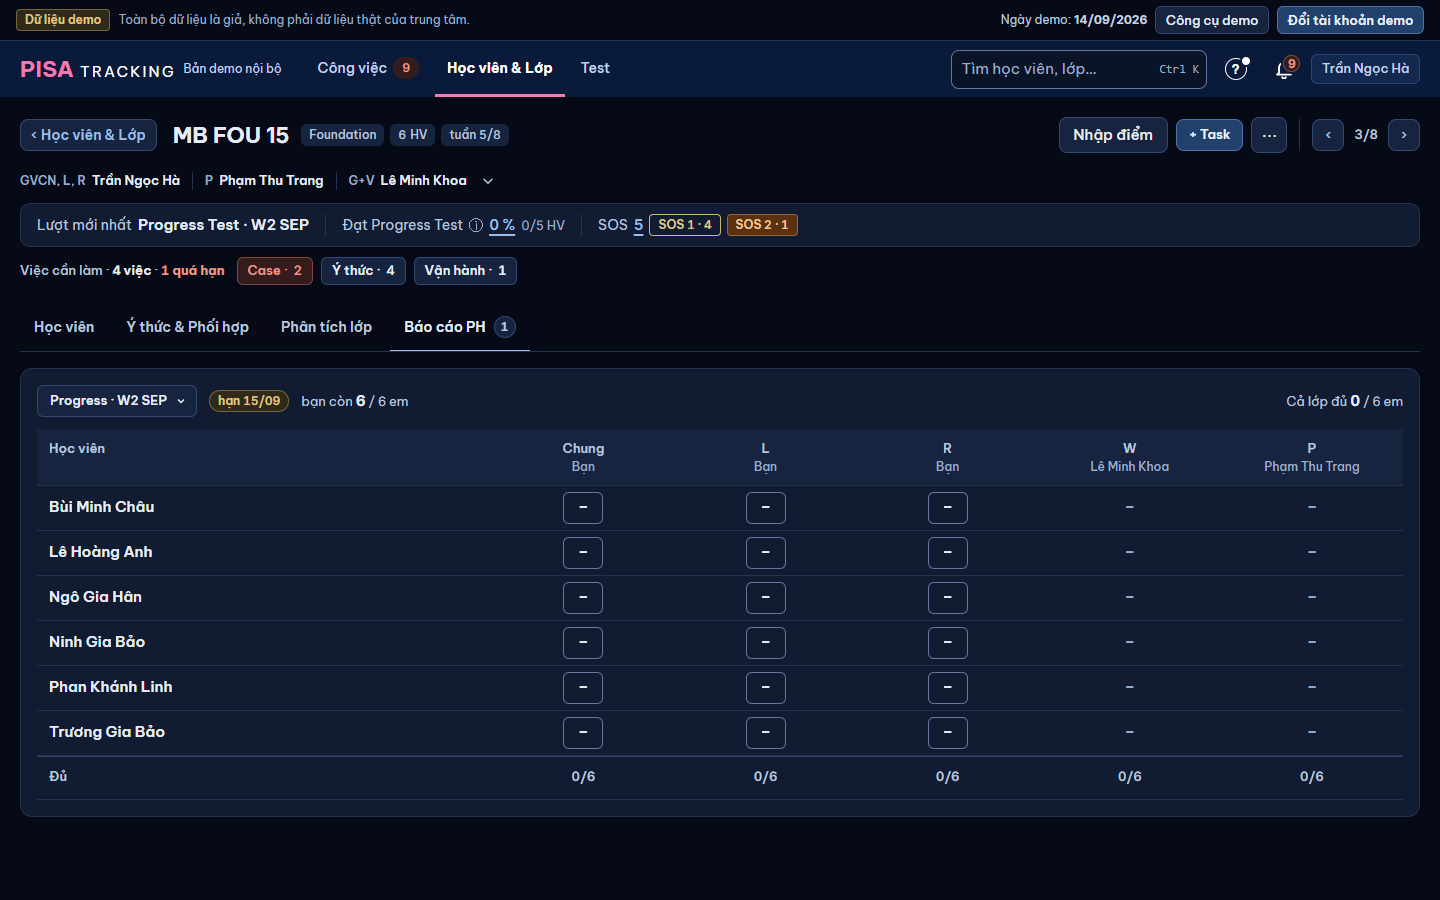 Dữ liệu demo Toàn bộ dữ liệu là giả, không phải dữ liệu thật của trung tâm. Ngày demo: 14/09/2026 Công cụ demo Đổi tài khoản demo
PISA TRACKING Bản demo nội bộ Công việc 9 Học viên & Lớp Test Tìm học viên, lớp... Ctrl K ? 9 Trần Ngọc Hà
‹ Học viên & Lớp MB FOU 15 Foundation 6 HV tuần 5/8 Nhập điểm + Task ... ‹ 3/8 ›
GVCN, L, R Trần Ngọc Hà P Phạm Thu Trang G+V Lê Minh Khoa
Lượt mới nhất Progress Test · W2 SEP Đạt Progress Test ⓘ 0 % 0/5 HV SOS 5 SOS 1 · 4 SOS 2 · 1
Việc cần làm · 4 việc · 1 quá hạn Case · 2 Ý thức · 4 Vận hành · 1
Học viên Ý thức & Phối hợp Phân tích lớp Báo cáo PH 1
Progress · W2 SEP hạn 15/09 bạn còn 6 / 6 em Cả lớp đủ 0 / 6 em
Học viên Chung L R W P
Bạn Bạn Bạn Lê Minh Khoa Phạm Thu Trang
Bùi Minh Châu – – – – –
Lê Hoàng Anh – – – – –
Ngô Gia Hân – – – – –
Ninh Gia Bảo – – – – –
Phan Khánh Linh – – – – –
Trương Gia Bảo – – – – –
Đủ 0/6 0/6 0/6 0/6 0/6